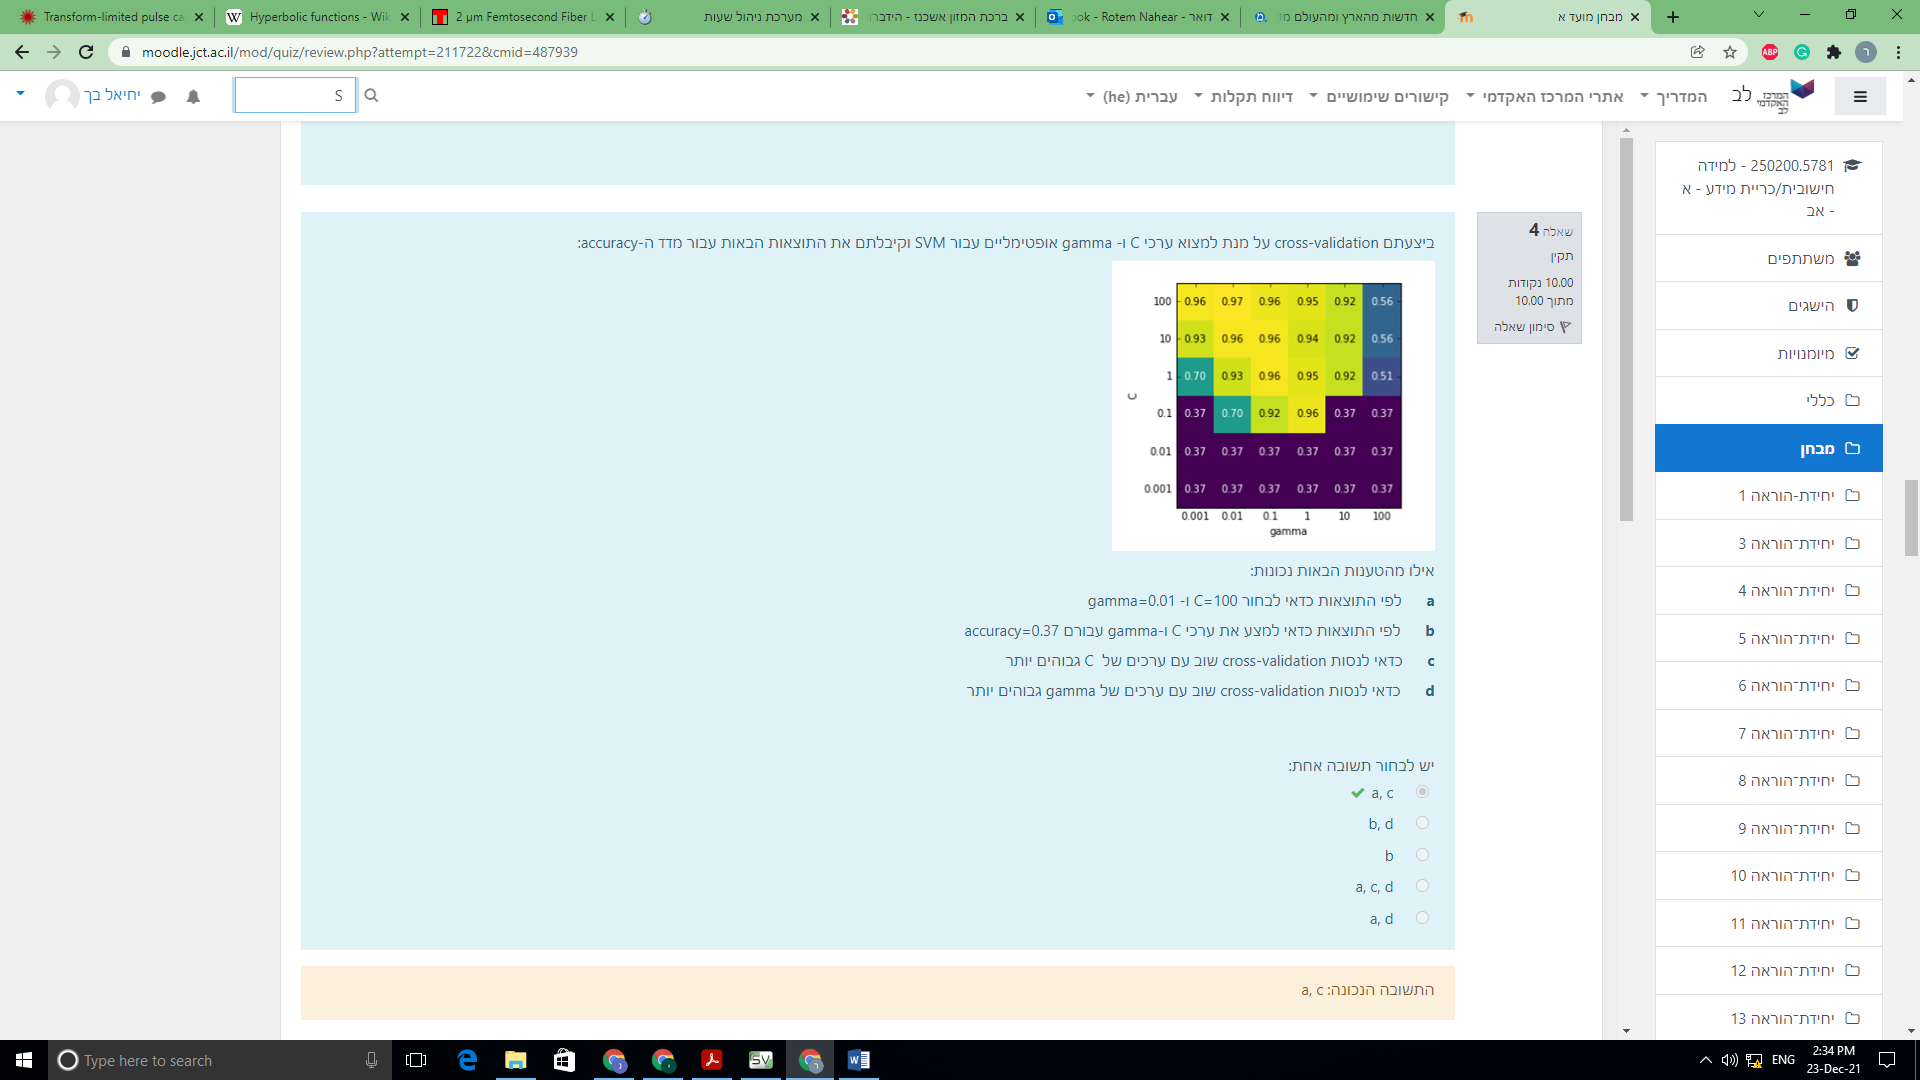 Transform-limited pulse ca
Hyperbolic functions - Wik
2 μm Femtosecond Fiber L
מערכת ניהול שעות
ברכת המזון אשכנז - הידברו
דואר - Rotem Nahear - ook
חדשות מהארץ ומהעולם מז
מבחן מועד א
moodle.jct.ac.il/mod/quiz/review.php?attempt=211722&cmid=487939
ABP
לב
המרכז האקדמי לב
המדריך
אתרי המרכז האקדמי
קישורים שימושיים
דיווח תקלות
עברית ‎(he)‎
S
יחיאל בך
250200.5781 - למידה
חישובית/כריית מידע - א
- אב
משתתפים
הישגים
מיומנויות
כללי
מבחן
יחידת-הוראה 1
יחידת־הוראה 3
יחידת־הוראה 4
יחידת־הוראה 5
יחידת־הוראה 6
יחידת־הוראה 7
יחידת־הוראה 8
יחידת־הוראה 9
יחידת־הוראה 10
יחידת־הוראה 11
יחידת־הוראה 12
יחידת־הוראה 13
שאלה 4
תקין
10.00 נקודות
מתוך 10.00
סימון שאלה
ביצעתם cross-validation על מנת למצוא ערכי C ו- gamma אופטימליים עבור SVM וקיבלתם את התוצאות הבאות עבור מדד ה-accuracy:
100 0.96 0.97 0.96 0.95 0.92 0.56
10 0.93 0.96 0.96 0.94 0.92 0.56
1 0.70 0.93 0.96 0.95 0.92 0.51
C
0.1 0.37 0.70 0.92 0.96 0.37 0.37
0.01 0.37 0.37 0.37 0.37 0.37 0.37
0.001 0.37 0.37 0.37 0.37 0.37 0.37
0.001 0.01 0.1 1 10 100
gamma
אילו מהטענות הבאות נכונות:
a לפי התוצאות כדאי לבחור C=100 ו- gamma=0.01
b לפי התוצאות כדאי למצע את ערכי C ו-gamma עבורם accuracy=0.37
c כדאי לנסות cross-validation שוב עם ערכים של C גבוהים יותר
d כדאי לנסות cross-validation שוב עם ערכים של gamma גבוהים יותר
יש לבחור תשובה אחת:
a, c
b, d
b
a, c, d
a, d
התשובה הנכונה: a, c
Type here to search
SV
ENG
2:34 PM
23-Dec-21